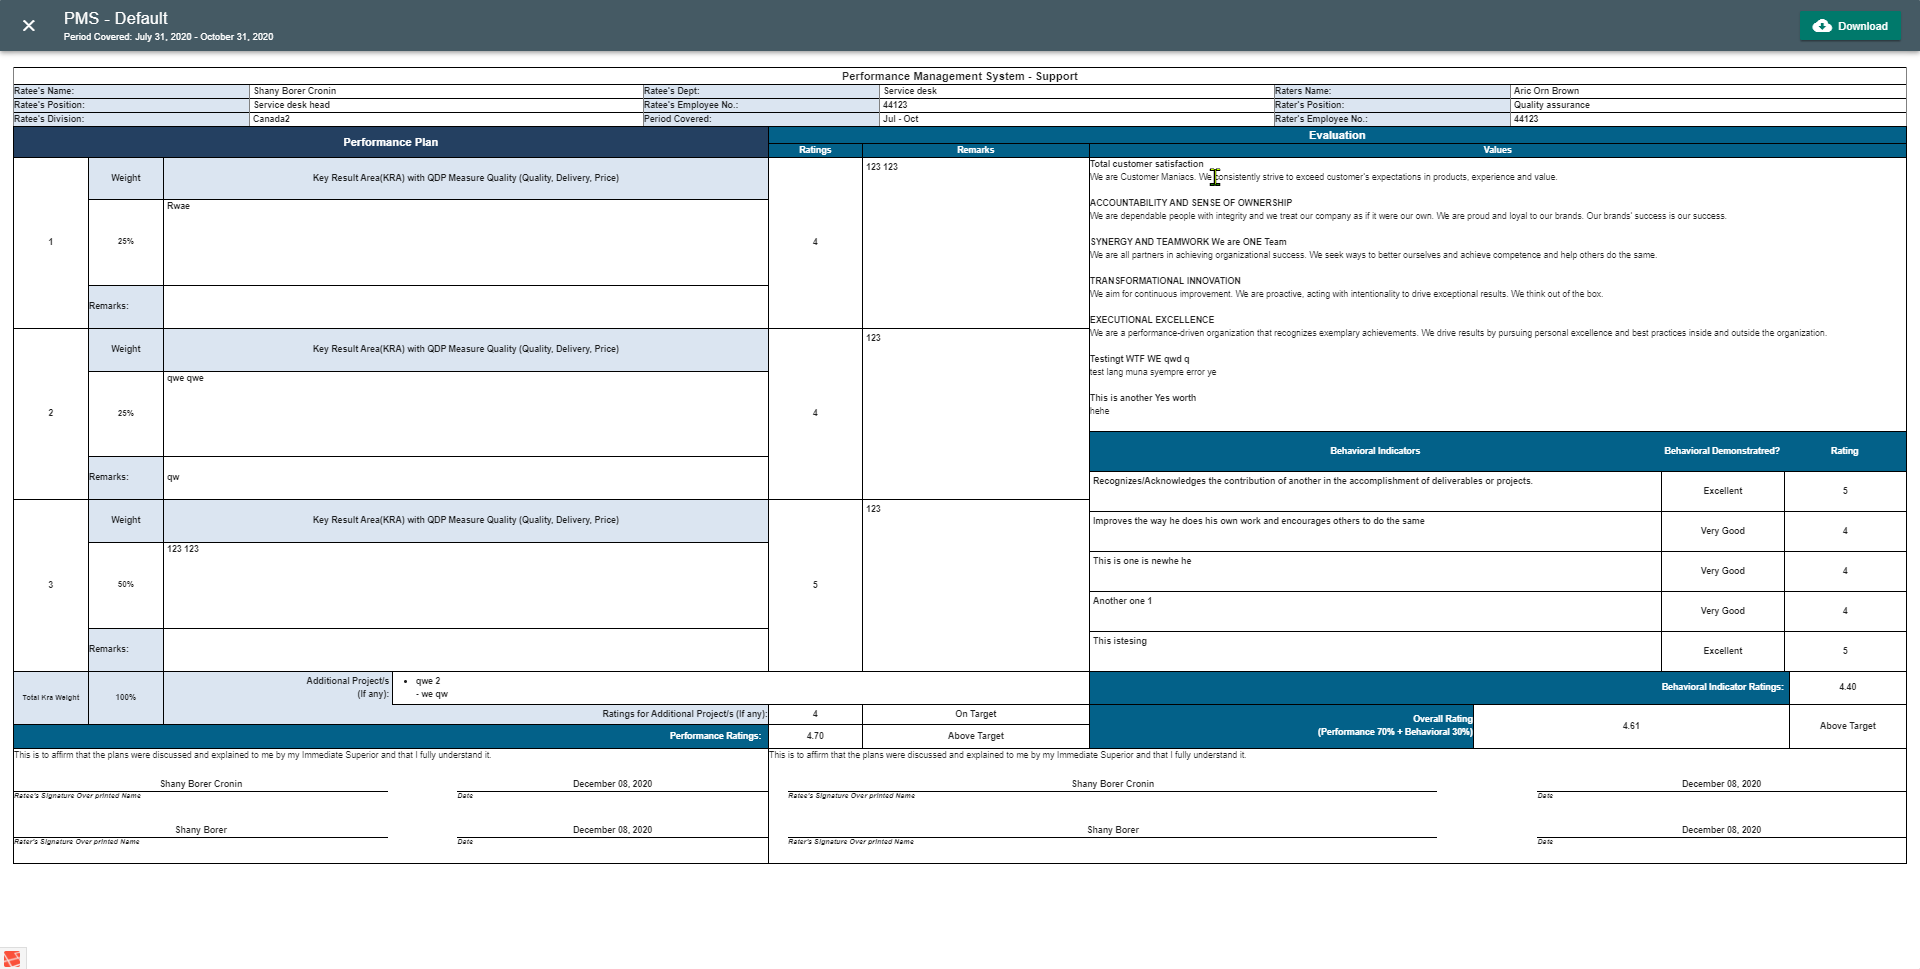 PMS - Default
Period Covered: July 31, 2020 - October 31, 2020
Download
Performance Management System - Support
Ratee's Name: Shany Borer Cronin Ratee's Dept: Service desk Raters Name: Aric Orn Brown
Ratee's Position: Service desk head Ratee's Employee No.: 44123 Rater's Position: Quality assurance
Ratee's Division: Canada2 Period Covered: Jul - Oct Rater's Employee No.: 44123
Performance Plan
Evaluation
Ratings Remarks Values
1
Weight Key Result Area(KRA) with QDP Measure Quality (Quality, Delivery, Price)
25% Rwae
Remarks:
4
123 123
2
Weight Key Result Area(KRA) with QDP Measure Quality (Quality, Delivery, Price)
25% qwe qwe
Remarks: qw
4
123
3
Weight Key Result Area(KRA) with QDP Measure Quality (Quality, Delivery, Price)
50% 123 123
Remarks:
5
123
Total customer satisfaction
We are Customer Maniacs. We consistently strive to exceed customer's expectations in products, experience and value.
ACCOUNTABILITY AND SENSE OF OWNERSHIP
We are dependable people with integrity and we treat our company as if it were our own. We are proud and loyal to our brands. Our brands' success is our success.
SYNERGY AND TEAMWORK We are ONE Team
We are all partners in achieving organizational success. We seek ways to better ourselves and achieve competence and help others do the same.
TRANSFORMATIONAL INNOVATION
We aim for continuous improvement. We are proactive, acting with intentionality to drive exceptional results. We think out of the box.
EXECUTIONAL EXCELLENCE
We are a performance-driven organization that recognizes exemplary achievements. We drive results by pursuing personal excellence and best practices inside and outside the organization.
Testingt WTF WE qwd q
test lang muna syempre error ye
This is another Yes worth
hehe
Behavioral Indicators Behavioral Demonstratred? Rating
Recognizes/Acknowledges the contribution of another in the accomplishment of deliverables or projects. Excellent 5
Improves the way he does his own work and encourages others to do the same Very Good 4
This is one is newhe he Very Good 4
Another one 1 Very Good 4
This istesing Excellent 5
Total Kra Weight 100%
Additional Project/s
(If any):
• qwe 2
- we qw
Ratings for Additional Project/s (If any): 4 On Target
Performance Ratings: 4.70 Above Target
Behavioral Indicator Ratings: 4.40
Overall Rating
(Performance 70% + Behavioral 30%)
4.61 Above Target
This is to affirm that the plans were discussed and explained to me by my Immediate Superior and that I fully understand it.
Shany Borer Cronin December 08, 2020
Ratee's Signature Over printed Name Date
Shany Borer December 08, 2020
Rater's Signature Over printed Name Date
This is to affirm that the plans were discussed and explained to me by my Immediate Superior and that I fully understand it.
Shany Borer Cronin December 08, 2020
Ratee's Signature Over printed Name Date
Shany Borer December 08, 2020
Rater's Signature Over printed Name Date